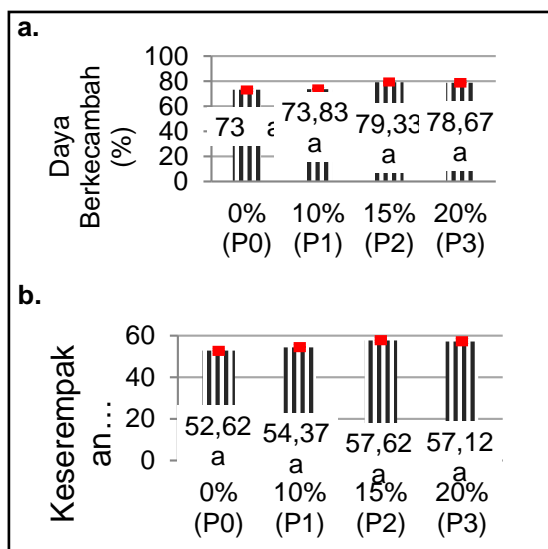 a.
Daya
Berkecambah
(%)
100
80
60
40
20
0
73 a
73,83
a
79,33
a
78,67
a
0%
(P0)
10%
(P1)
15%
(P2)
20%
(P3)
b.
Keserempak
an...
60
40
20
0
52,62
a
54,37
a
57,62
a
57,12
a
0%
(P0)
10%
(P1)
15%
(P2)
20%
(P3)